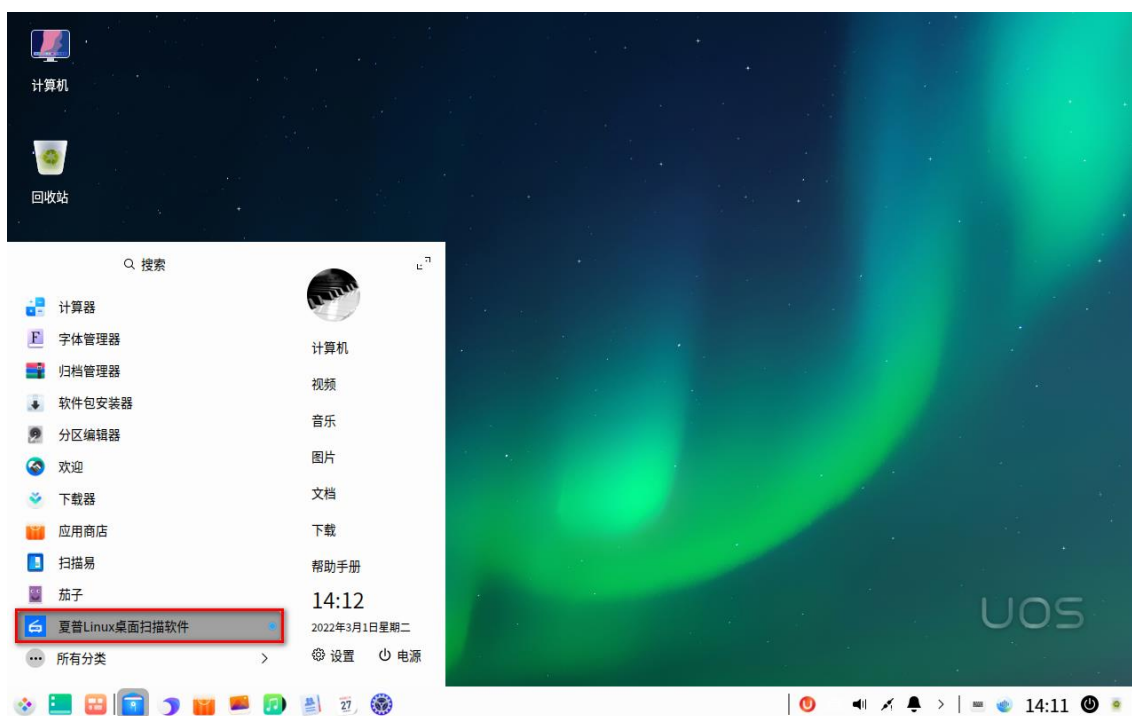 计算机
回收站
搜索
计算器
字体管理器
归档管理器
软件包安装器
分区编辑器
欢迎
下载器
应用商店
扫描易
茄子
夏普Linux桌面扫描软件
所有分类
计算机
视频
音乐
图片
文档
下载
帮助手册
14:12
2022年3月1日星期二
设置 电源
UOS
27
14:11